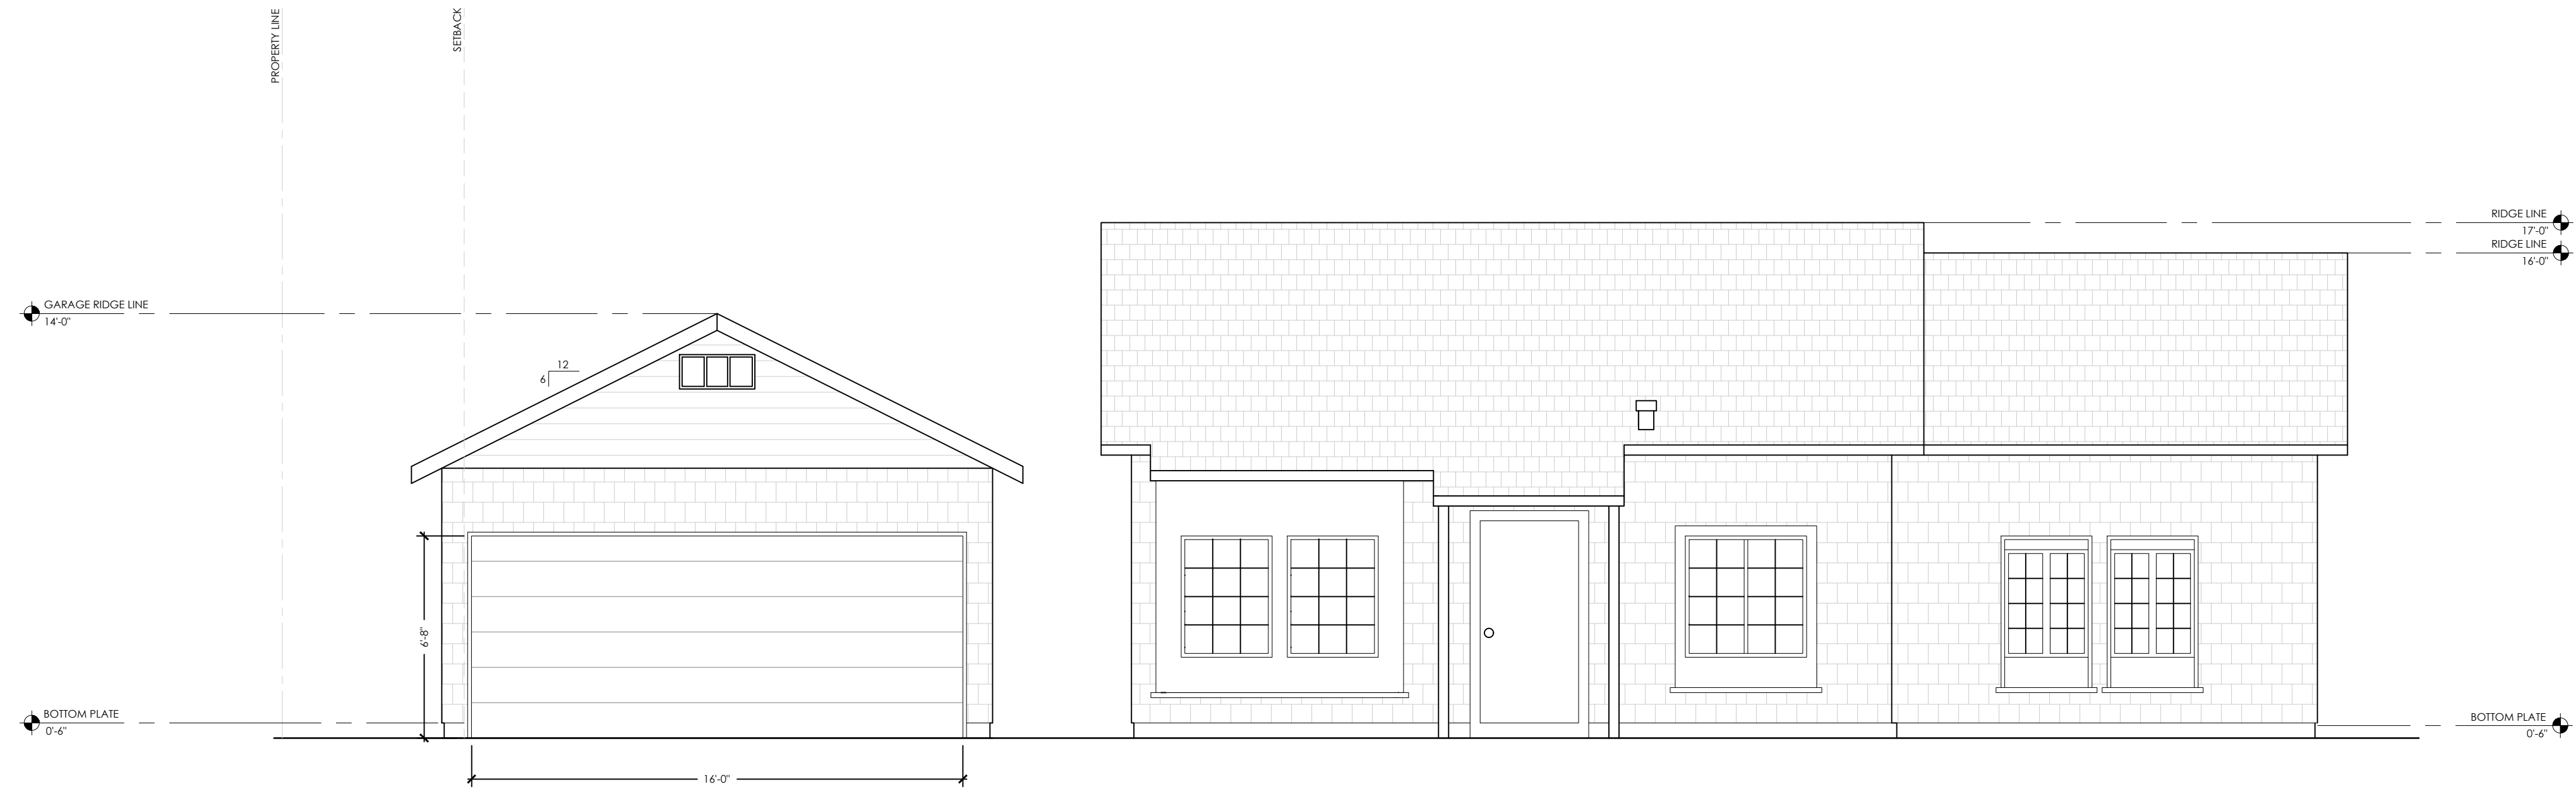 PROPERTY LINE
SETBACK
RIDGE LINE
17'-0"
RIDGE LINE
16'-0"
GARAGE RIDGE LINE
14'-0"
12
6
6'-8"
BOTTOM PLATE
0'-6"
BOTTOM PLATE
0'-6"
16'-0"